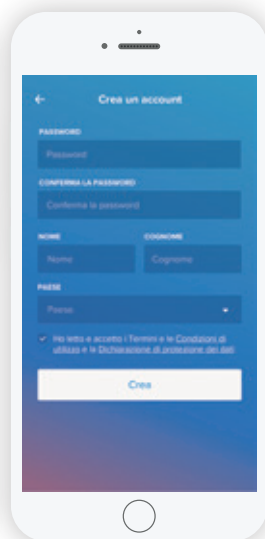 Crea un account
PASSWORD
Password
CONFERMA LA PASSWORD
Conferma la password
NOME COGNOME
Nome Cognome
PAESE
Paese
Ho letto e accetto i Termini e le Condizioni di
utilizzo e la Dichiarazione di protezione dei dati
Crea